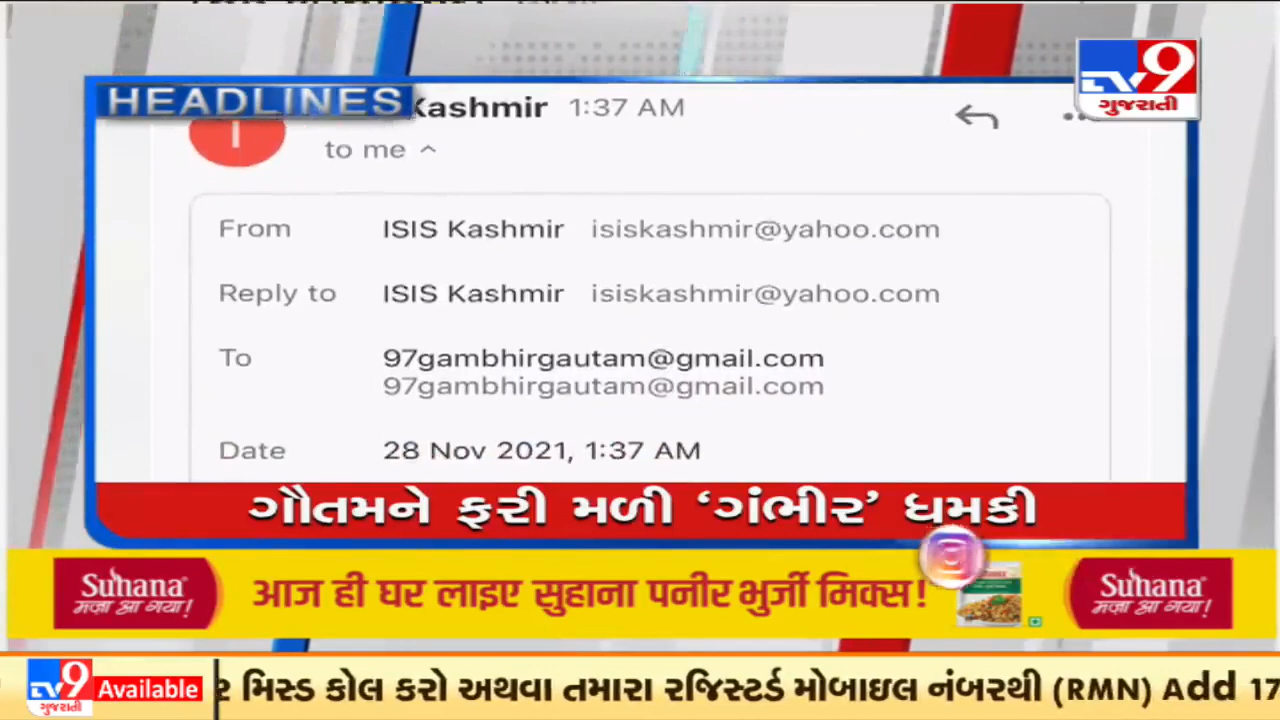 HEADLINES
Kashmir 1:37 AM
TV9
ગુજરાતી
to me
From ISIS Kashmir isiskashmir@yahoo.com
Reply to ISIS Kashmir isiskashmir@yahoo.com
To 97gambhirgautam@gmail.com
97gambhirgautam@gmail.com
Date 28 Nov 2021, 1:37 AM
ગૌતમને ફરી મળી ‘ગંભીર’ ધમકી
Suhana
मज़ा आ गया!
आज ही घर लाइए सुहाना पनीर भुर्जी मिक्स!
Suhana
मज़ा आ गया!
TV9
ગુજરાતી
Available
મિસ્ડ કોલ કરો અથવા તમારા રજિસ્ટર્ડ મોબાઇલ નંબરથી (RMN) Add 17